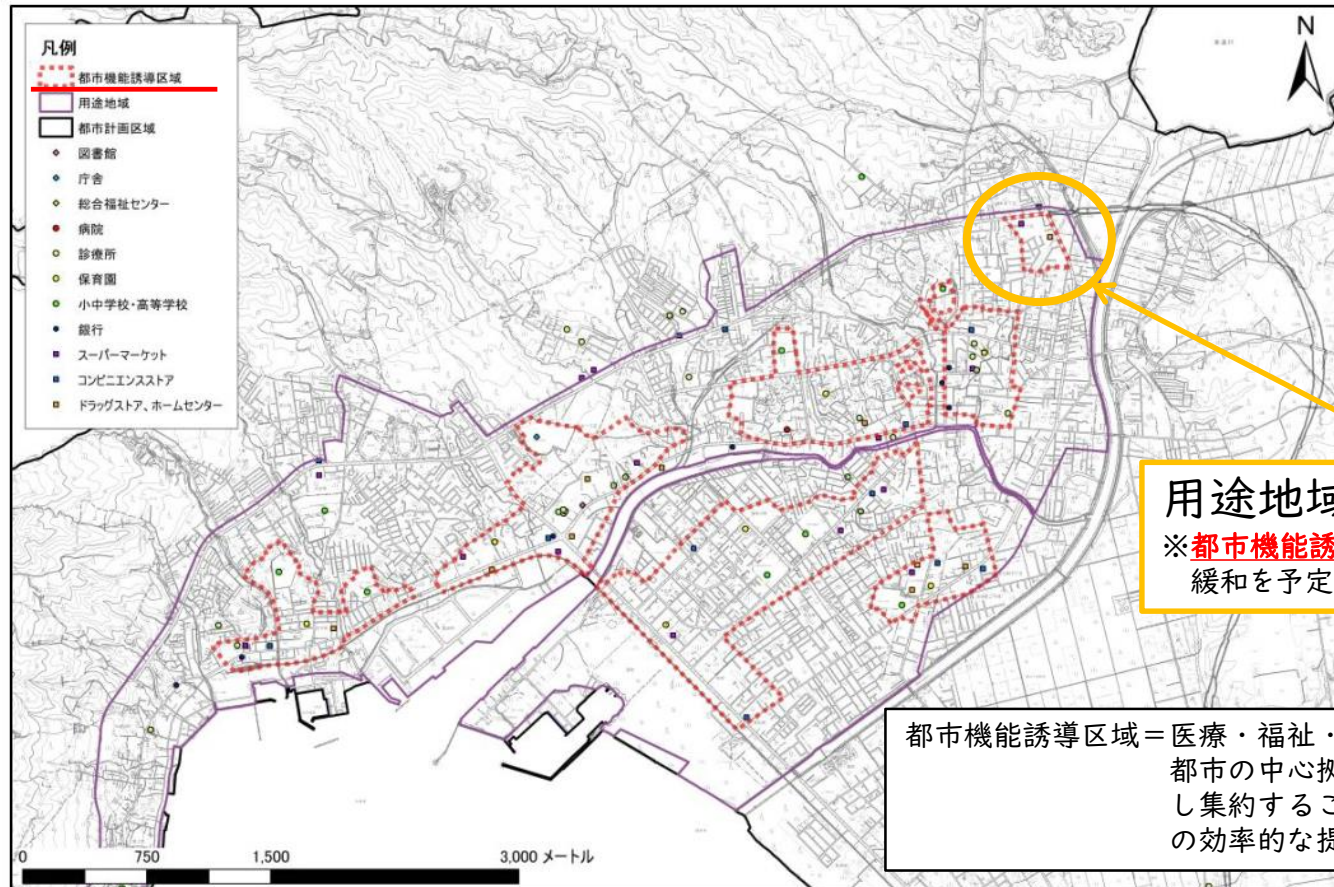 凡例
都市機能誘導区域
用途地域
都市計画区域
図書館
庁舎
総合福祉センター
病院
診療所
保育園
小中学校・高等学校
銀行
スーパーマーケット
コンビニエンスストア
ドラッグストア、ホームセンター
N
用途地域
※都市機能誘
緩和を予定
都市機能誘導区域=医療・福祉・
都市の中心拠
し集約するこ
の効率的な提
0 750 1,500 3,000 メートル